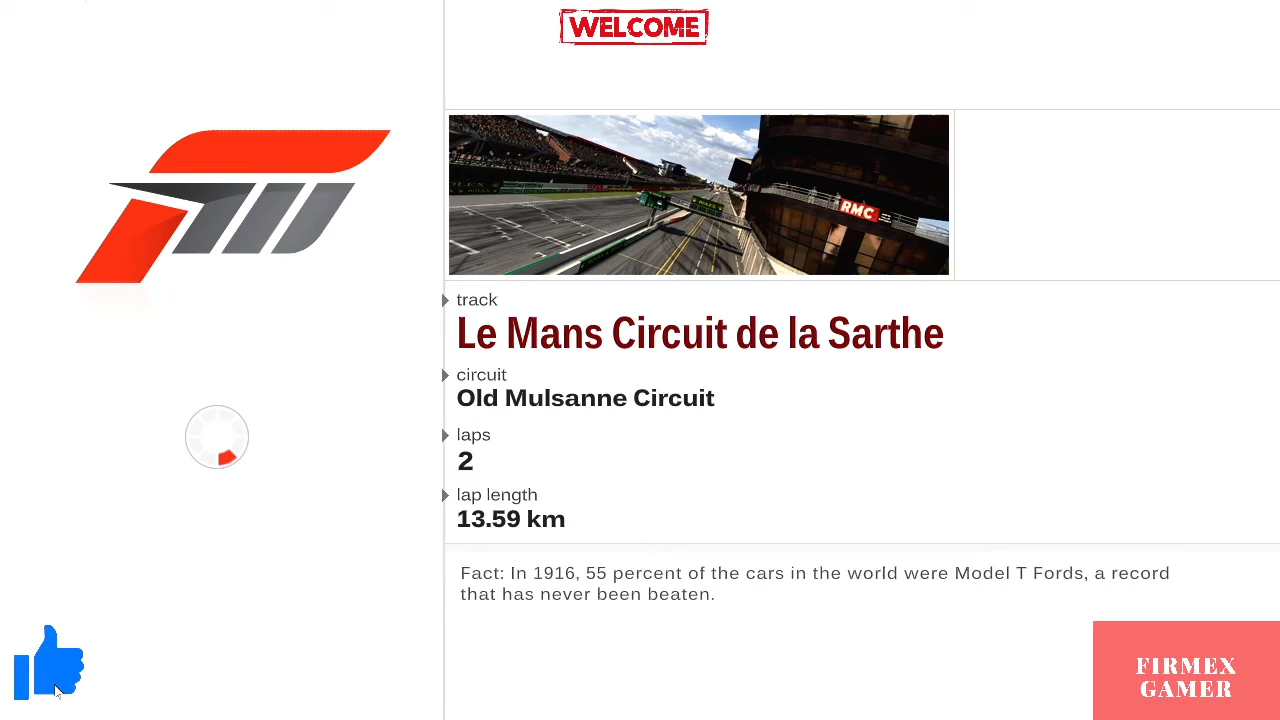 WELCOME
ROLEX
RMC
track
Le Mans Circuit de la Sarthe
circuit
Old Mulsanne Circuit
laps
2
lap length
13.59 km
Fact: In 1916, 55 percent of the cars in the world were Model T Fords, a record
that has never been beaten.
FIRMEX
GAMER